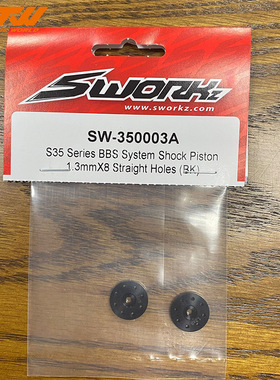 SWORKz
www.sworkz.com
SW-350003A
S35 Series BBS System Shock Piston
1.3mmX8 Straight Holes (BK)